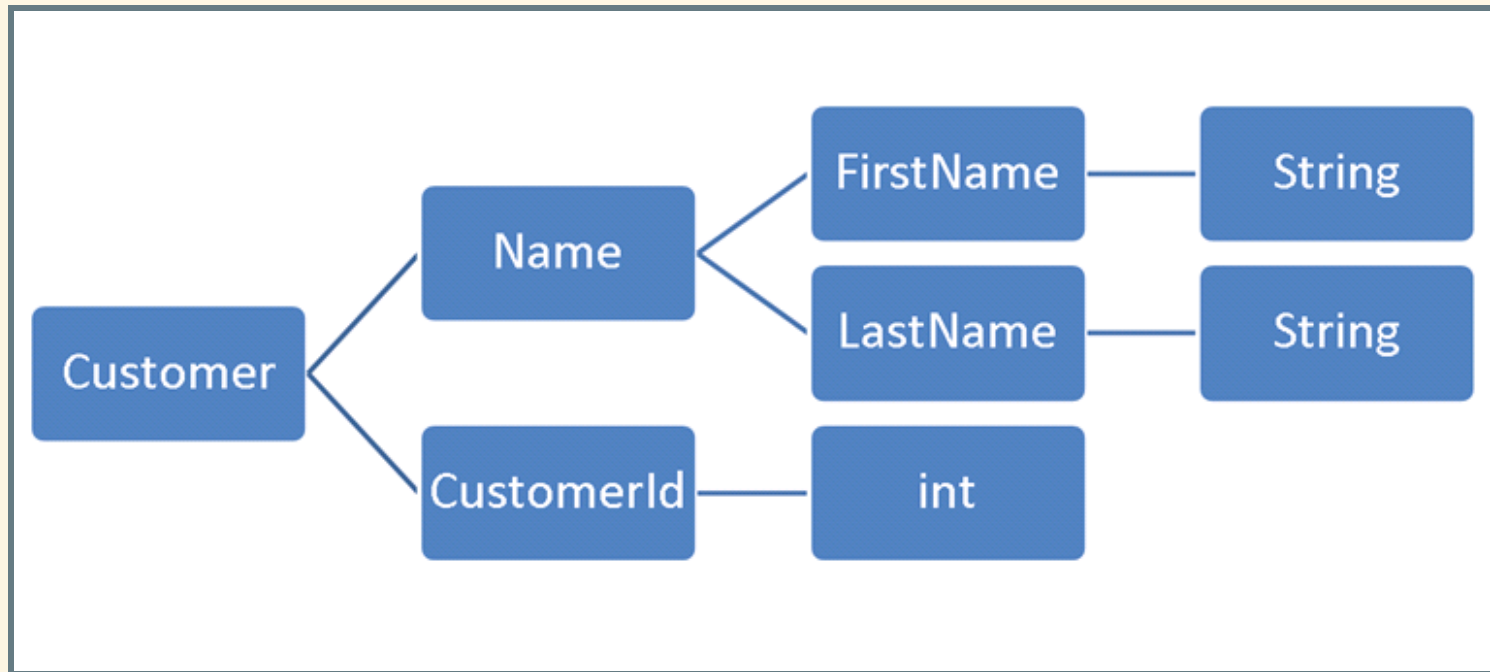 FirstName
String
Name
LastName
String
Customer
CustomerId
int